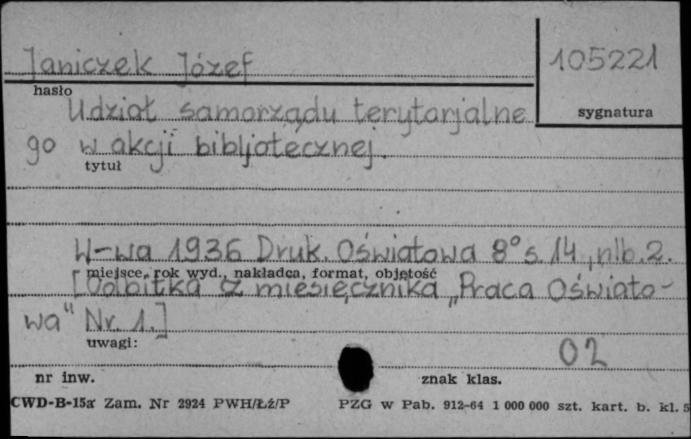 Janiczek Józef
105221
hasło
sygnatura
Udział samorządu terytorjalne
go w akcji bibljotecznej.
tytuł
W-wa 1936 Druk. Oświatowa 8° s. 14, nlb. 2.
miejsce, rok wyd., nakładca, format, objętość
[Odbitka z miesięcznika „Praca Oświato-
wa" Nr. 1.]
uwagi:
02
nr inw.
znak klas.
CWD-B-15a Zam. Nr 2924 PWH/Łź/P PZG w Pab. 912-64 1 000 000 szt. kart. b. kl. 5